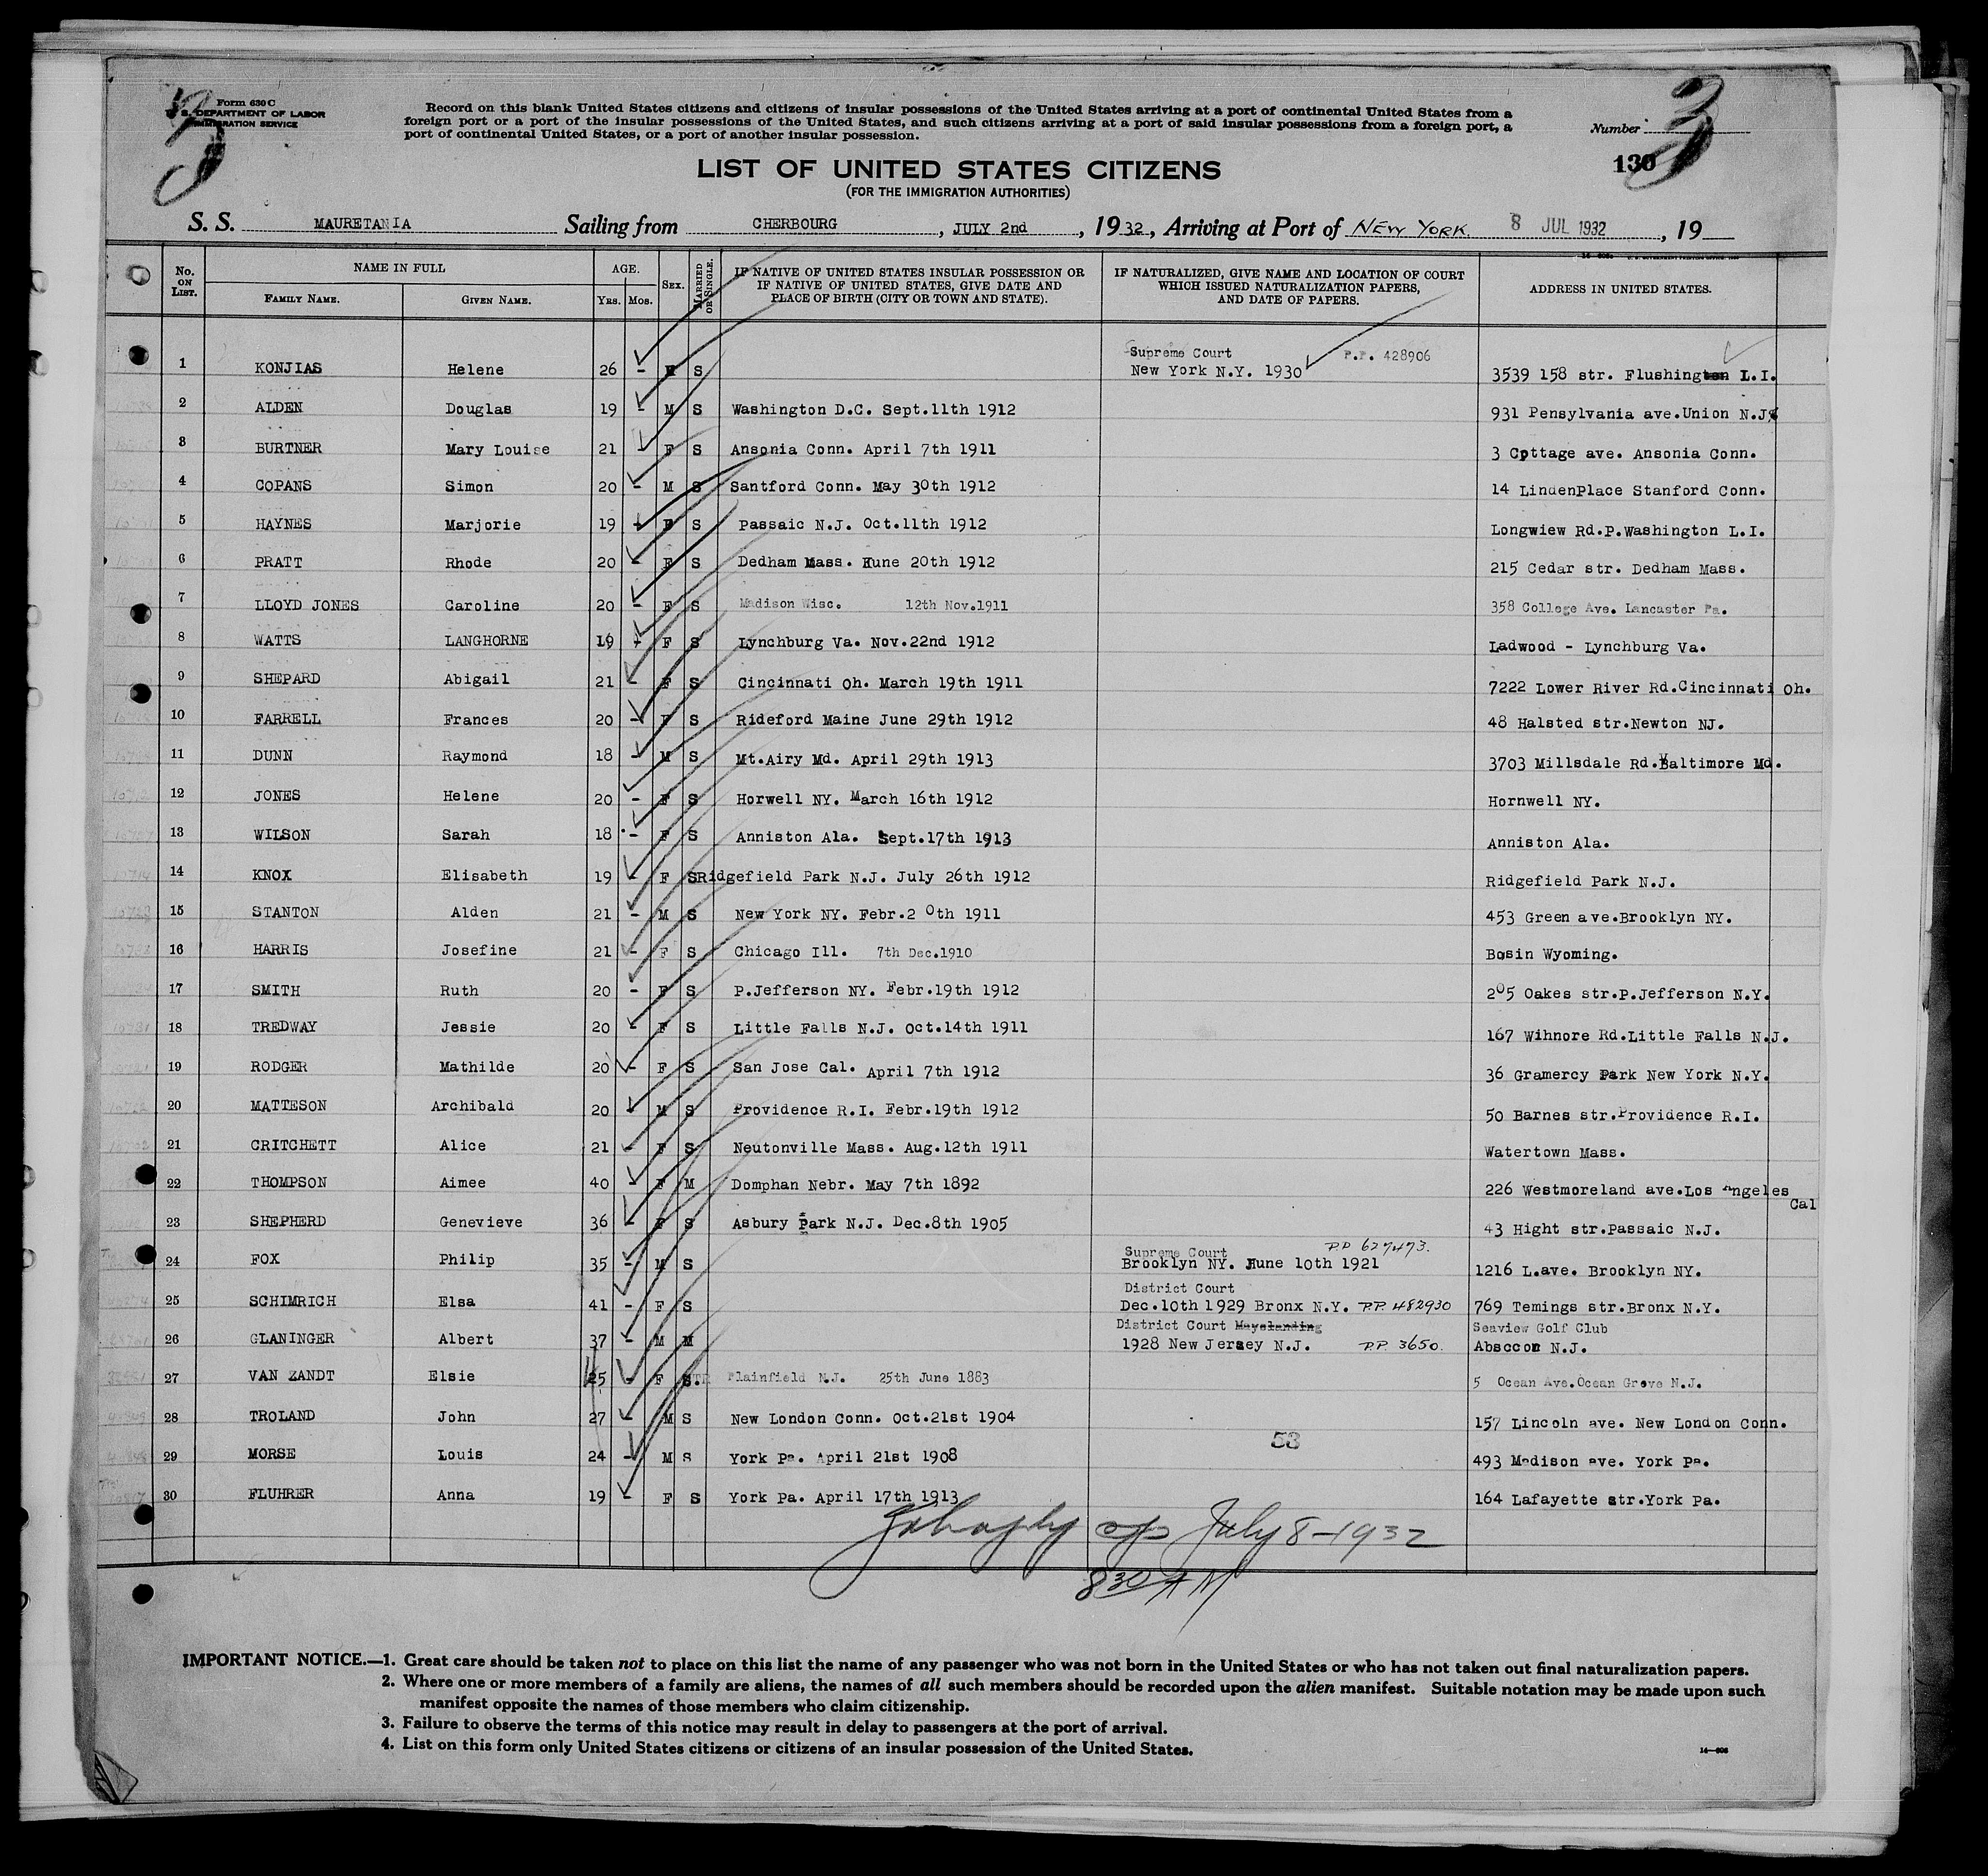 Form 630 C
U. S. DEPARTMENT OF LABOR
IMMIGRATION SERVICE
3
Record on this blank United States citizens and citizens of insular possessions of the United States arriving at a port of continental United States from a
foreign port or a port of the insular possessions of the United States, and such citizens arriving at a port of said insular possessions from a foreign port, a
port of continental United States, or a port of another insular possession.
Number 3
130
LIST OF UNITED STATES CITIZENS
(FOR THE IMMIGRATION AUTHORITIES)
S. S. MAURETANIA Sailing from CHERBOURG, JULY 2nd, 1932, Arriving at Port of NEW YORK. 8 JUL 1932, 19
No. ON LIST. NAME IN FULL FAMILY NAME. GIVEN NAME. AGE. YRS. MOS. SEX. MARRIED OR SINGLE. IF NATIVE OF UNITED STATES INSULAR POSSESSION OR IF NATIVE OF UNITED STATES, GIVE DATE AND PLACE OF BIRTH (CITY OR TOWN AND STATE). IF NATURALIZED, GIVE NAME AND LOCATION OF COURT WHICH ISSUED NATURALIZATION PAPERS, AND DATE OF PAPERS. ADDRESS IN UNITED STATES.
Supreme Court P.P. 428906
1 KONJIAS Helene 26 - S New York N.Y. 1930 3539 158 str. Flushing L.I.
2 ALDEN Douglas 19 - M S Washington D.C. Sept.11th 1912 931 Pensylvania ave.Union N.J.
3 BURTNER Mary Louise 21 - F S Ansonia Conn. April 7th 1911 3 Cottage ave. Ansonia Conn.
4 COPANS Simon 20 - M S Santford Conn. May 30th 1912 14 LindenPlace Stanford Conn.
5 HAYNES Marjorie 19 - F S Passaic N.J. Oct.11th 1912 Longwiew Rd.P.Washington L.I.
6 PRATT Rhode 20 - F S Dedham Mass. June 20th 1912 215 Cedar str. Dedham Mass.
7 LLOYD JONES Caroline 20 - F S Madison Wisc. 12th Nov.1911 358 College Ave. Lancaster Pa.
8 WATTS LANGHORNE 19 - F S Lynchburg Va. Nov.22nd 1912 Ladwood - Lynchburg Va.
9 SHEPARD Abigail 21 - F S Cincinnati Oh. March 19th 1911 7222 Lower River Rd.Cincinnati Oh.
10 FARRELL Frances 20 - F S Rideford Maine June 29th 1912 48 Halsted str.Newton NJ.
11 DUNN Raymond 18 - M S Mt.Airy Md. April 29th 1913 3703 Millsdale Rd.Baltimore Md.
12 JONES Helene 20 - F S Horwell NY. March 16th 1912 Hornwell NY.
13 WILSON Sarah 18 - F S Anniston Ala. Sept.17th 1913 Anniston Ala.
14 KNOX Elisabeth 19 - F S Ridgefield Park N.J. July 26th 1912 Ridgefield Park N.J.
15 STANTON Alden 21 - M S New York NY. Febr.2 0th 1911 453 Green ave.Brooklyn NY.
16 HARRIS Josefine 21 - F S Chicago Ill. 7th Dec.1910 Basin Wyoming.
17 SMITH Ruth 20 - F S P.Jefferson NY. Febr.19th 1912 205 Oakes str.P.Jefferson N.Y.
18 TREDWAY Jessie 20 - F S Little Falls N.J. Oct.14th 1911 167 Wihnore Rd.Little Falls N.J.
19 RODGER Mathilde 20 - F S San Jose Cal. April 7th 1912 36 Gramercy Park New York N.Y.
20 MATTESON Archibald 20 - M S Providence R.I. Febr.19th 1912 50 Barnes str.Providence R.I.
21 CRITCHETT Alice 21 - F S Neutonville Mass. Aug.12th 1911 Watertown Mass.
22 THOMPSON Aimee 40 - F M Domphan Nebr. May 7th 1892 226 Westmoreland ave.Los Angeles Cal
23 SHEPHERD Genevieve 36 - F S Asbury Park N.J. Dec.8th 1905 43 Hight str.Passaic N.J.
Supreme Court P.P. 627473.
24 FOX Philip 35 - M S Brooklyn NY. June 10th 1921 1216 L.ave. Brooklyn NY.
District Court
25 SCHIMRICH Elsa 41 - F S Dec.10th 1929 Bronx N.Y. P.P. 482930 769 Temings str.Bronx N.Y.
District Court Mayslanding Seaview Golf Club
26 GLANINGER Albert 37 - M M 1928 New Jersey N.J. P.P. 3650. Absccon N.J.
27 VAN ZANDT Elsie - F S. Plainfield N.J. 25th June 1883 5 Ocean Ave.Ocean Grove N.J.
28 TROLAND John 27 - M S New London Conn. Oct.21st 1904 157 Lincoln ave. New London Conn.
53
29 MORSE Louis 24 - M S York Pa. April 21st 1908 493 Madison ave. York Pa.
30 FLUHRER Anna 19 - F S York Pa. April 17th 1913 164 Lafayette str.York Pa.
July 8-1932
8 30 AM
IMPORTANT NOTICE.—1. Great care should be taken not to place on this list the name of any passenger who was not born in the United States or who has not taken out final naturalization papers.
2. Where one or more members of a family are aliens, the names of all such members should be recorded upon the alien manifest. Suitable notation may be made upon such
manifest opposite the names of those members who claim citizenship.
3. Failure to observe the terms of this notice may result in delay to passengers at the port of arrival.
4. List on this form only United States citizens or citizens of an insular possession of the United States.